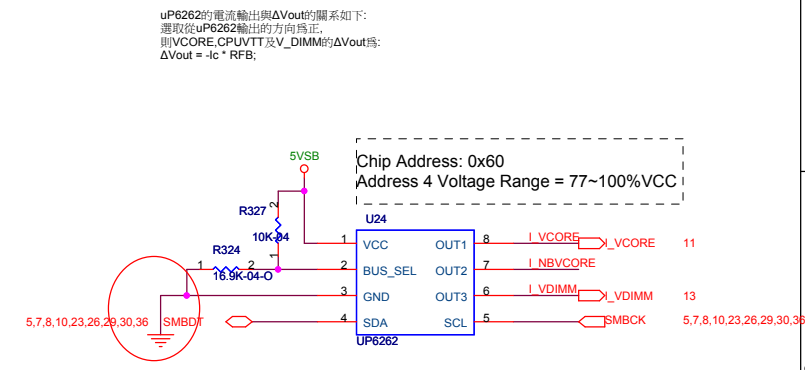 uP6262的電流輸出與ΔVout的關系如下:
選取從uP6262輸出的方向爲正,
則VCORE,CPUVTT及V_DIMM的ΔVout爲:
ΔVout = -Ic * RFB;
Chip Address: 0x60
Address 4 Voltage Range = 77~100%VCC
5VSB
U24
R327
2
10K-04
1
R324
1
2
16.9K-04-O
1
VCC
OUT1
8
I_VCORE
I_VCORE
11
2
BUS_SEL
OUT2
7
I_NBVCORE
3
GND
OUT3
6
I_VDIMM
I_VDIMM
13
5,7,8,10,23,26,29,30,36
SMBDT
4
SDA
SCL
5
SMBCK
5,7,8,10,23,26,29,30,36
UP6262